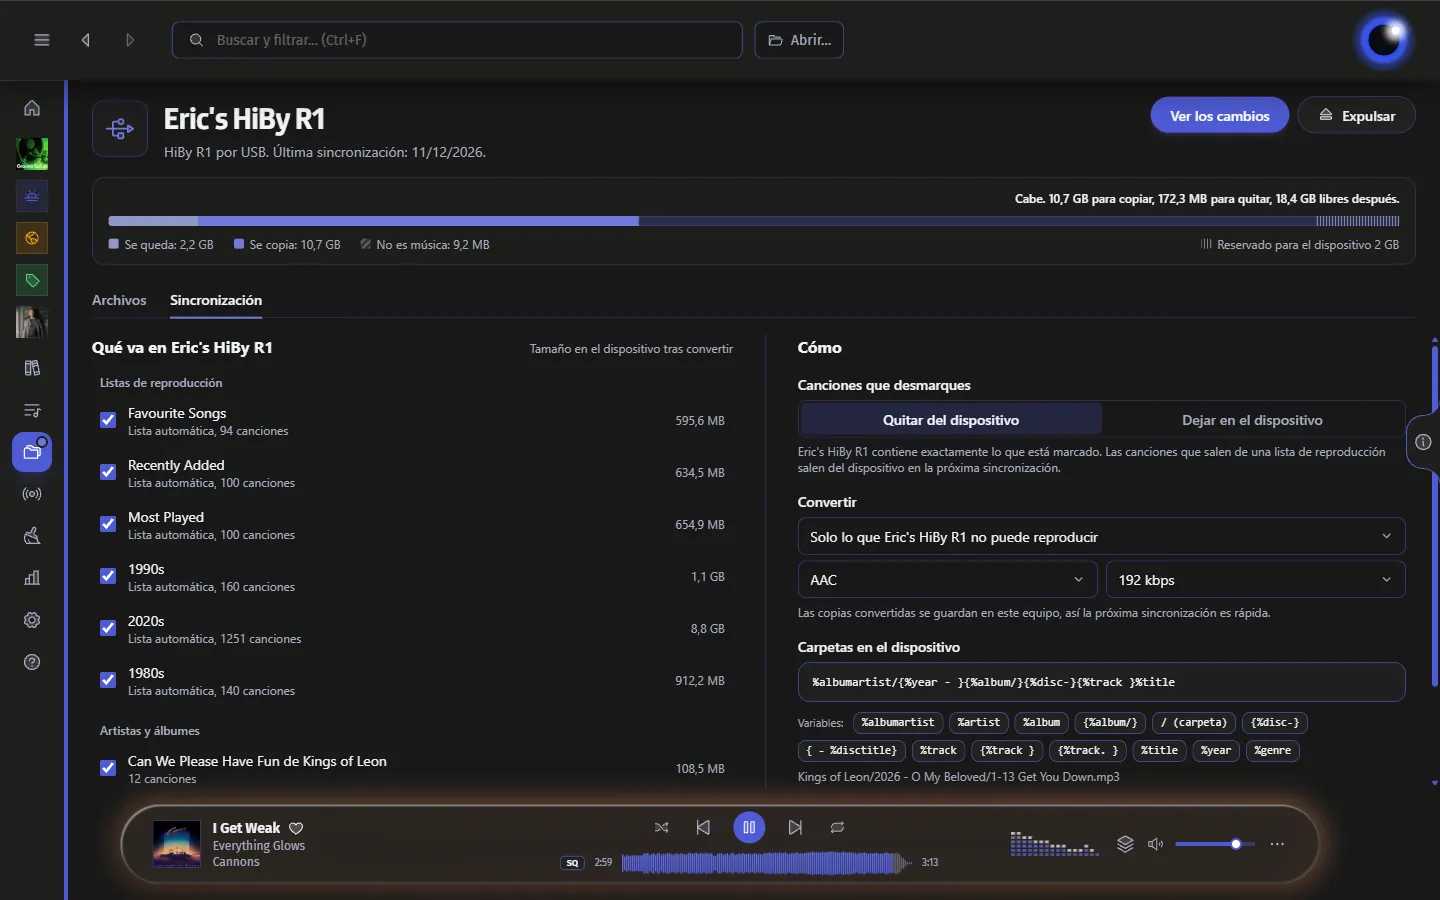 Buscar y filtrar... (Ctrl+F)
Abrir...
Eric's HiBy R1
HiBy R1 por USB. Última sincronización: 11/12/2026.
Ver los cambios
Expulsar
Cabe. 10,7 GB para copiar, 172,3 MB para quitar, 18,4 GB libres después.
Se queda: 2,2 GB
Se copia: 10,7 GB
No es música: 9,2 MB
Reservado para el dispositivo 2 GB
Archivos
Sincronización
Qué va en Eric's HiBy R1
Tamaño en el dispositivo tras convertir
Listas de reproducción
Favourite Songs
Lista automática, 94 canciones
595,6 MB
Recently Added
Lista automática, 100 canciones
634,5 MB
Most Played
Lista automática, 100 canciones
654,9 MB
1990s
Lista automática, 160 canciones
1,1 GB
2020s
Lista automática, 1251 canciones
8,8 GB
1980s
Lista automática, 140 canciones
912,2 MB
Artistas y álbumes
Can We Please Have Fun de Kings of Leon
12 canciones
108,5 MB
Cómo
Canciones que desmarques
Quitar del dispositivo
Dejar en el dispositivo
Eric's HiBy R1 contiene exactamente lo que está marcado. Las canciones que salen de una lista de reproducción
salen del dispositivo en la próxima sincronización.
Convertir
Solo lo que Eric's HiBy R1 no puede reproducir
AAC
192 kbps
Las copias convertidas se guardan en este equipo, así la próxima sincronización es rápida.
Carpetas en el dispositivo
%albumartist/{%year - }{%album/}{%disc-}{%track }%title
Variables: %albumartist %artist %album {%album/} / (carpeta) {%disc-}
{ - %disctitle} %track {%track } {%track. } %title %year %genre
Kings of Leon/2026 - O My Beloved/1-13 Get You Down.mp3
I Get Weak
Everything Glows
Cannons
SQ
2:59
3:13